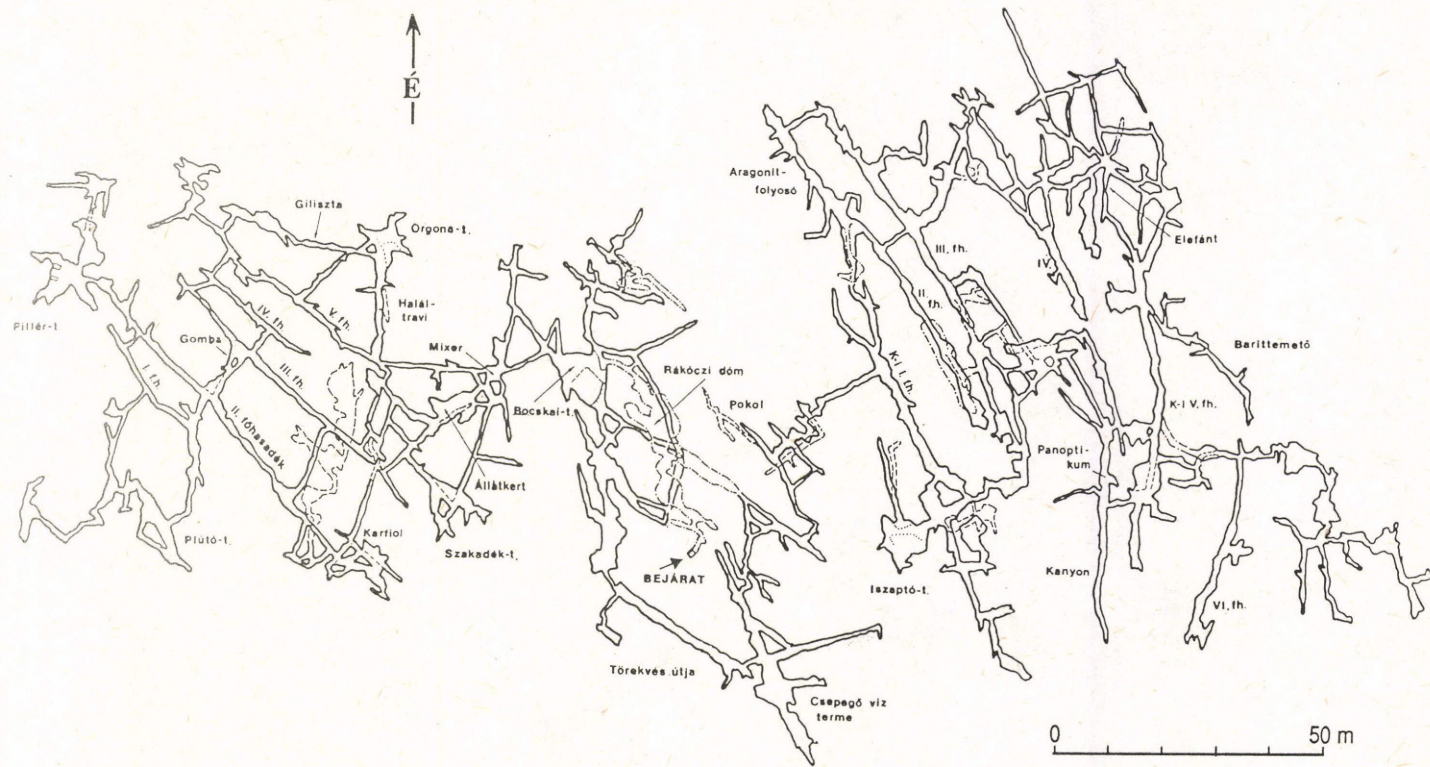 É
Aragonit-
folyosó
Giliszta
Orgona-t.
Elefánt
III. fh.
IV.
Pillér-t.
Halál-
travi
II.
fh.
IV. fh.
V. fh.
Gomba
Mixer
Barittemető
I. fh.
III. fh.
Rákóczi dóm
K-i I. fh.
Bocskai-t.
Pokol
K-i V. fh.
II. főhasadék
Panopti-
kum
Állatkert
Plútó-t.
Karfiol
Szakadék-t.
BEJÁRAT
Kanyon
Iszaptó-t.
VI. fh.
Törekvés útja
Csepegő víz
terme
0
50 m